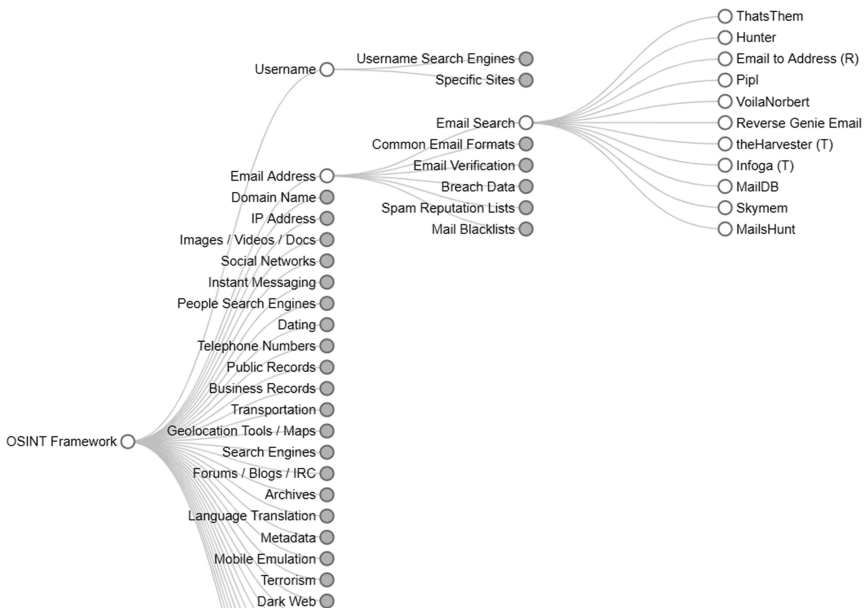 OSINT Framework
Username
Username Search Engines
Specific Sites
Email Address
Email Search
ThatsThem
Hunter
Email to Address (R)
Pipl
VoilaNorbert
Reverse Genie Email
theHarvester (T)
Infoga (T)
MailDB
Skymem
MailsHunt
Common Email Formats
Email Verification
Breach Data
Spam Reputation Lists
Mail Blacklists
Domain Name
IP Address
Images / Videos / Docs
Social Networks
Instant Messaging
People Search Engines
Dating
Telephone Numbers
Public Records
Business Records
Transportation
Geolocation Tools / Maps
Search Engines
Forums / Blogs / IRC
Archives
Language Translation
Metadata
Mobile Emulation
Terrorism
Dark Web